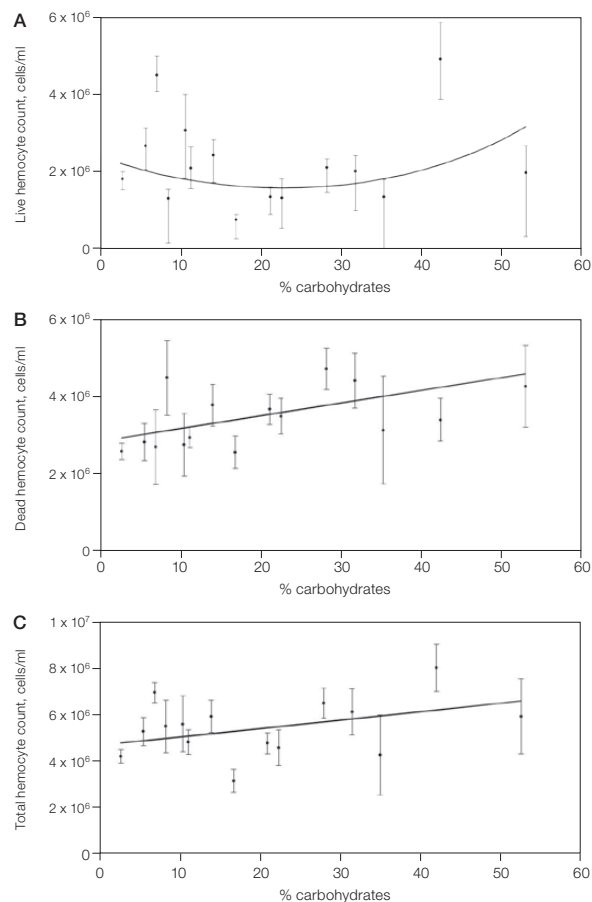 A
6 x 10⁶
4 x 10⁶
2 x 10⁶
0
Live hemocyte count, cells/ml
0 10 20 30 40 50 60
% carbohydrates
B
6 x 10⁶
4 x 10⁶
2 x 10⁶
0
Dead hemocyte count, cells/ml
0 10 20 30 40 50 60
% carbohydrates
C
1 x 10⁷
8 x 10⁶
6 x 10⁶
4 x 10⁶
2 x 10⁶
0
Total hemocyte count, cells/ml
0 10 20 30 40 50 60
% carbohydrates